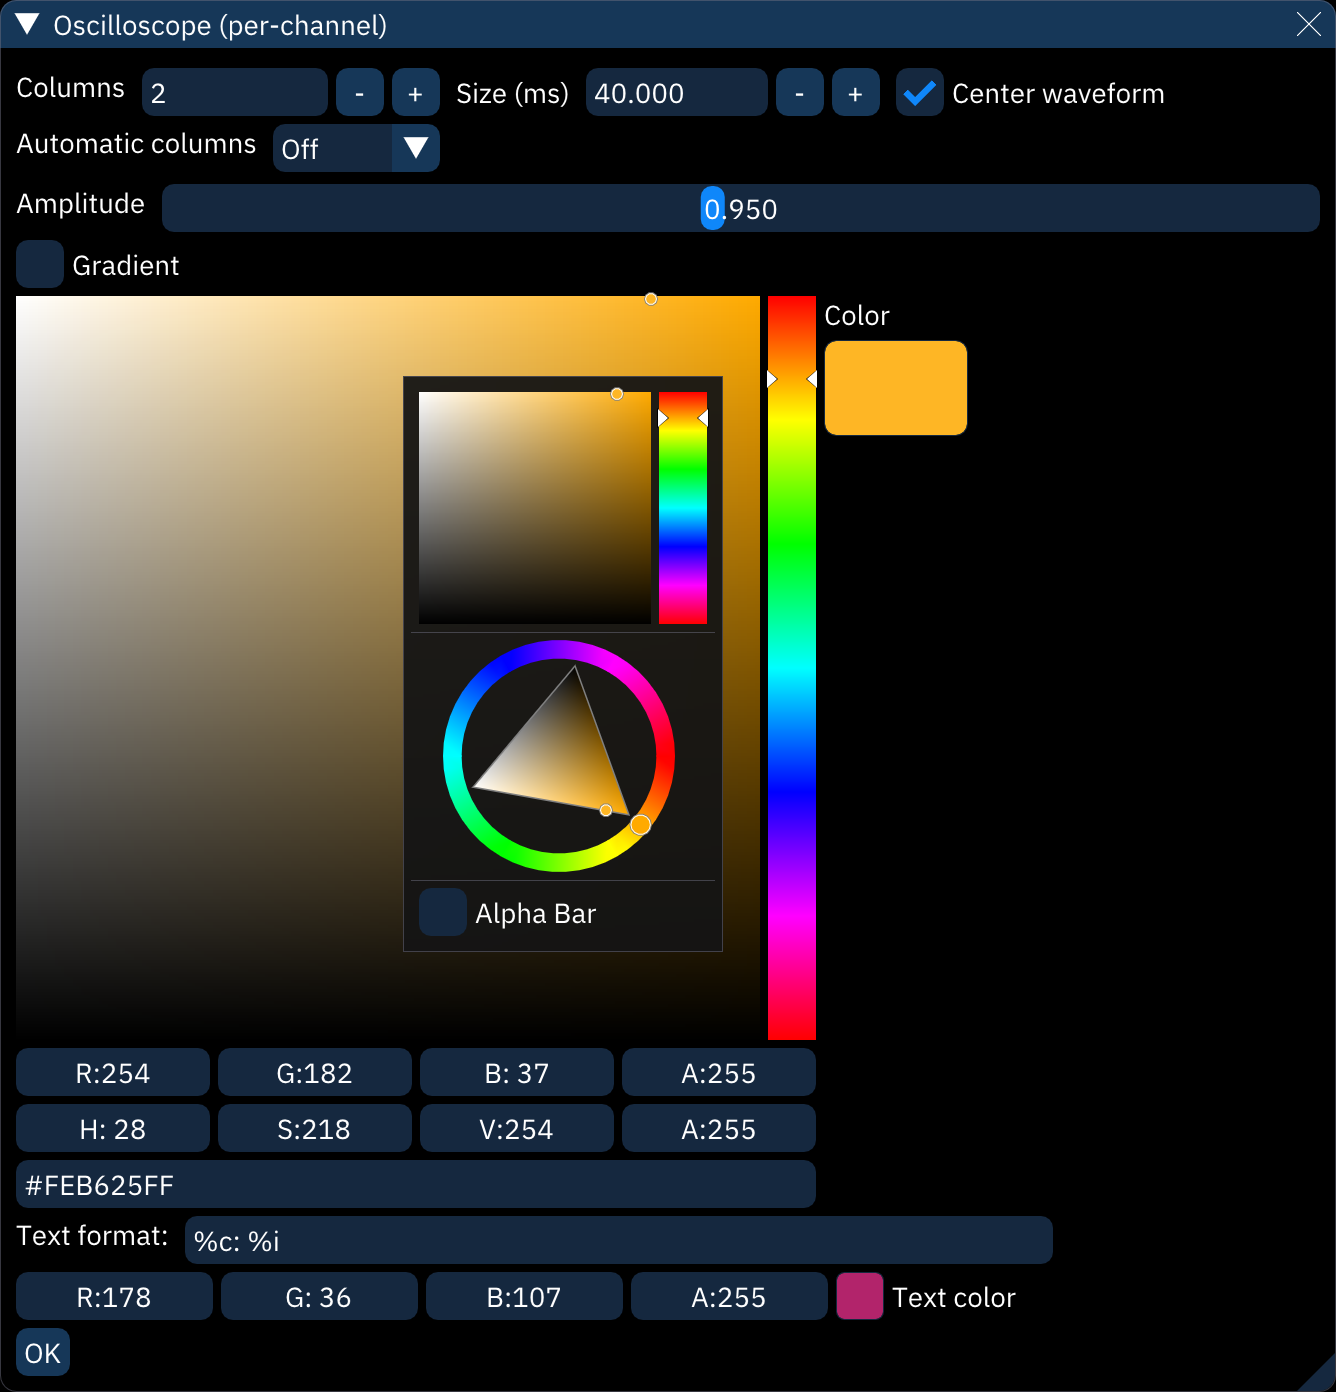 Oscilloscope (per-channel)
Columns 2 - + Size (ms) 40.000 - + Center waveform
Automatic columns Off
Amplitude 0.950
Gradient
Color
Alpha Bar
R:254 G:182 B: 37 A:255
H: 28 S:218 V:254 A:255
#FEB625FF
Text format: %c: %i
R:178 G: 36 B:107 A:255 Text color
OK